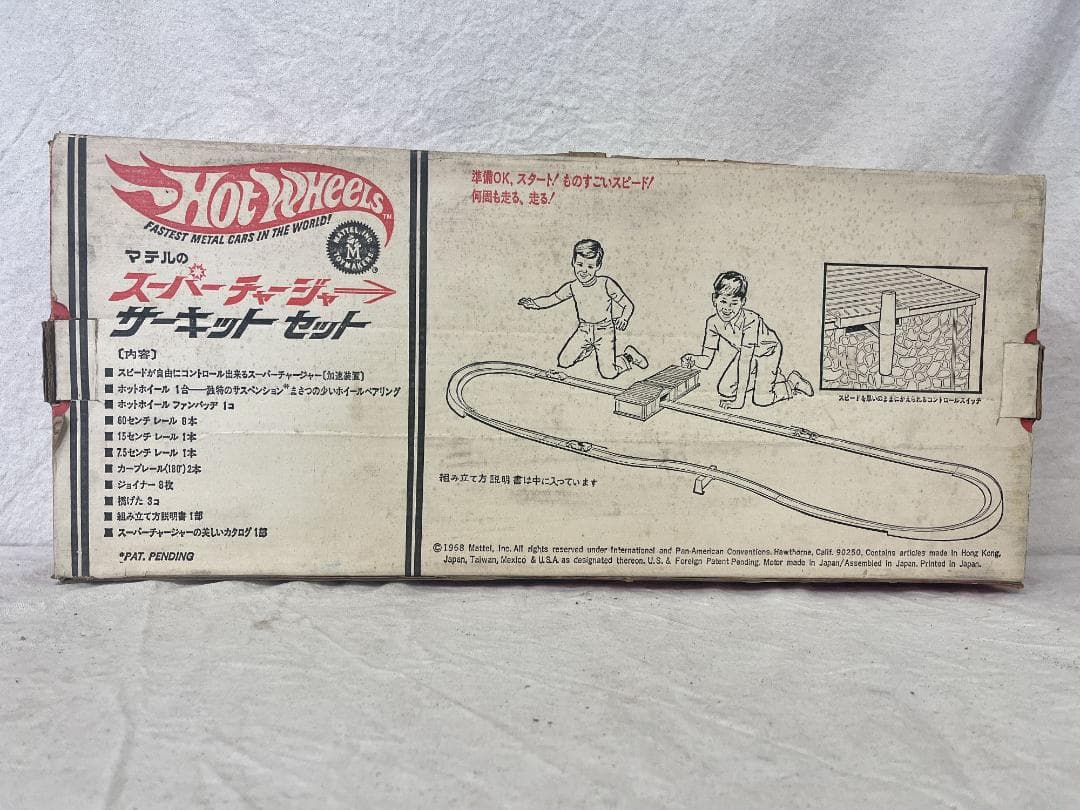 HOT WHEELS™
FASTEST METAL CARS IN THE WORLD!
MATTEL, INC.
M
TOYMAKERS
®
マテルの
スーパーチャージャー
サーキットセット
〔内容〕
■ スピードが自由にコントロール出来るスーパーチャージャー〔加速装置〕
■ ホットホイール 1台——独特のサスペンション*まさつの少いホイールベアリング
■ ホットホイール ファンバッヂ 1コ
■ 60センチ レール 8本
■ 15センチ レール 1本
■ 7.5センチ レール 1本
■ カーブレール(180°)2本
■ ジョイナー 8枚
■ 橋げた 3コ
■ 組み立て方説明書 1部
■ スーパーチャージャーの美しいカタログ 1部
*PAT. PENDING
準備OK、スタート! ものすごいスピード!
何周も走る、走る!
スピードを思いのままにかえられるコントロールスイッチ
組み立て方説明書は中に入っています
©1968 Mattel, Inc. All rights reserved under International and Pan-American Conventions. Hawthorne, Calif. 90250. Contains articles made in Hong Kong,
Japan, Taiwan, Mexico & U.S.A. as designated thereon. U.S. & Foreign Patent Pending. Motor made in Japan/Assembled in Japan. Printed in Japan.